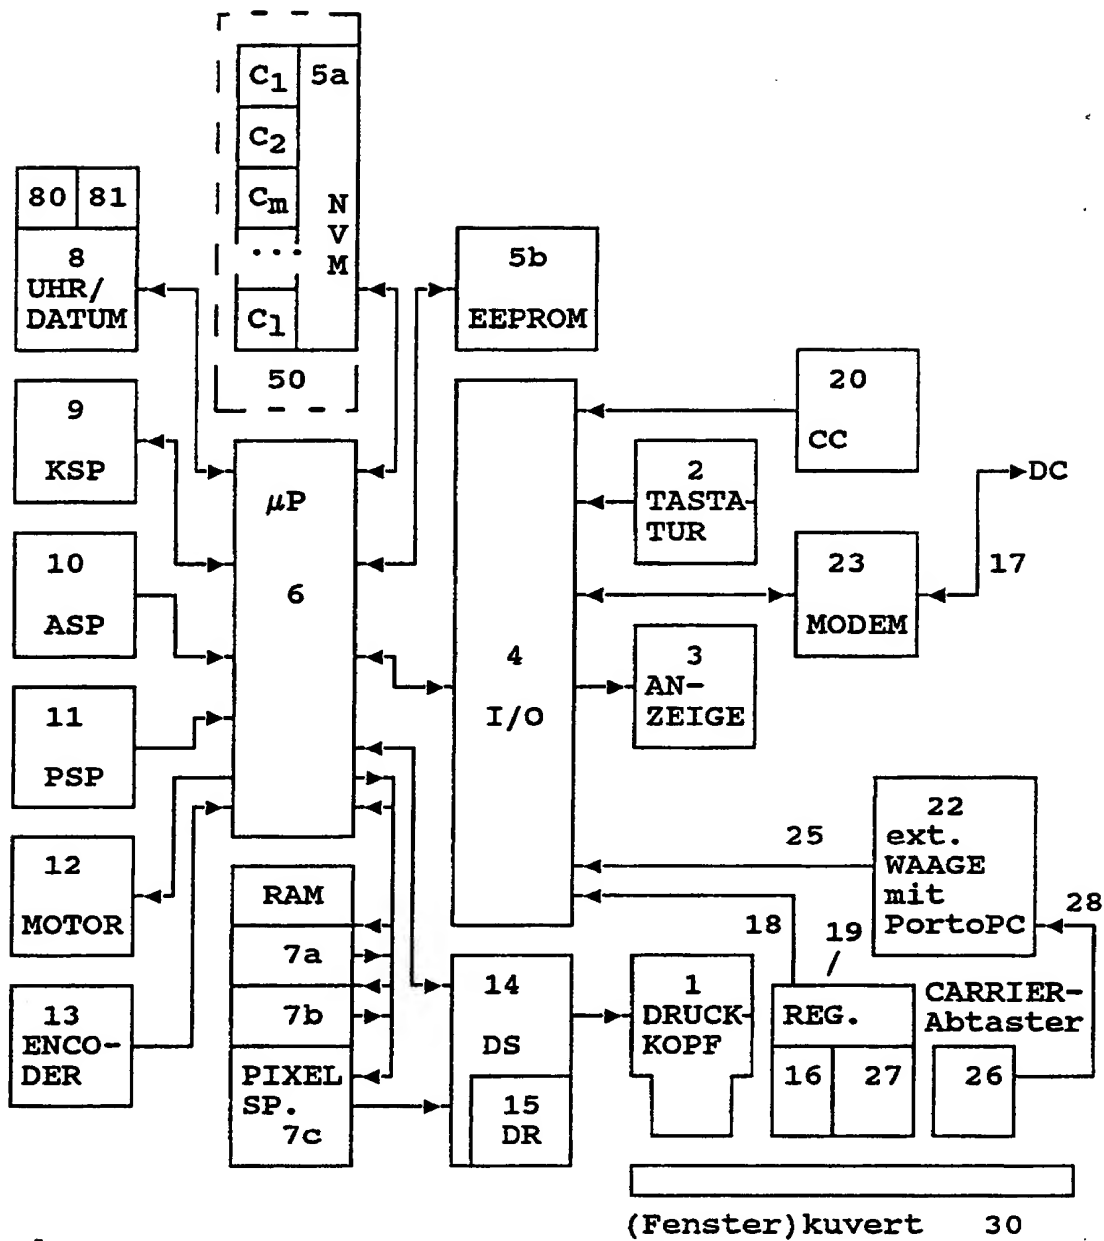 C1 5a
C2
Cm
...
Cl
NVM
50
80 81
8
UHR/
DATUM
5b
EEPROM
9
KSP
20
CC
μP
6
2
TASTA-
TUR
DC
17
10
ASP
23
MODEM
4
I/O
3
AN-
ZEIGE
11
PSP
22
ext.
WAAGE
mit
PortoPC
25
28
12
MOTOR
RAM
7a
7b
PIXEL
SP.
7c
18
19
13
ENCO-
DER
14
DS
15
DR
1
DRUCK-
KOPF
REG.
16 27
CARRIER-
Abtaster
26
(Fenster)kuvert 30